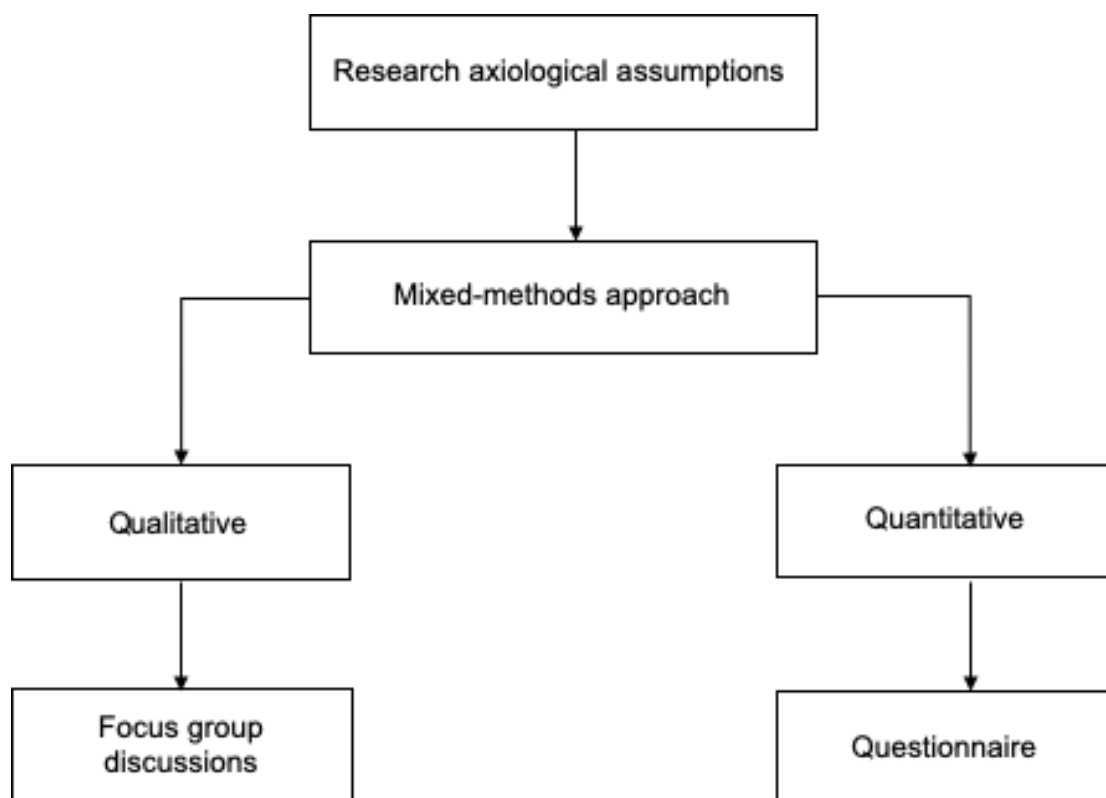 Research axiological assumptions
Mixed-methods approach
Qualitative
Quantitative
Focus group
discussions
Questionnaire